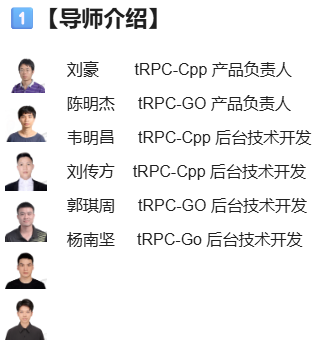 1【导师介绍】
刘豪 tRPC-Cpp 产品负责人
陈明杰 tRPC-GO 产品负责人
韦明昌 tRPC-Cpp 后台技术开发
刘传方 tRPC-Cpp 后台技术开发
郭琪周 tRPC-GO 后台技术开发
杨南坚 tRPC-Go 后台技术开发